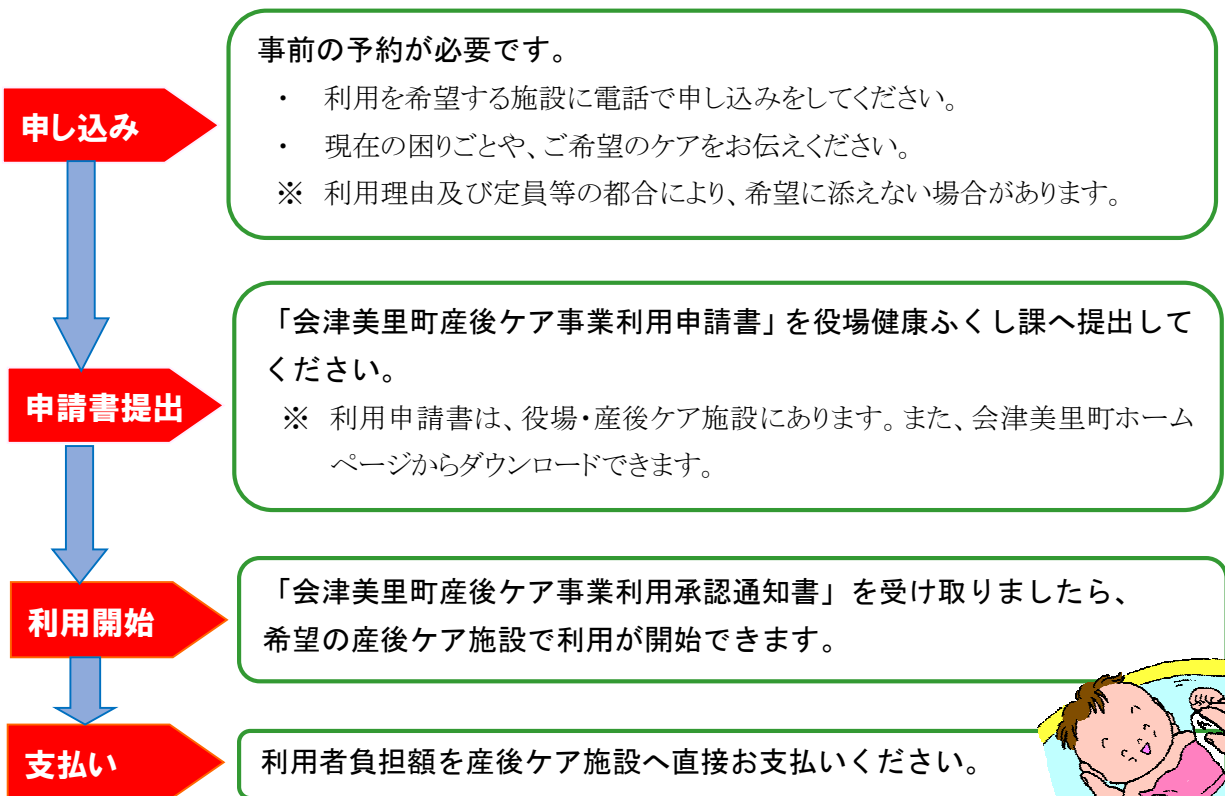 申し込み
事前の予約が必要です。
・ 利用を希望する施設に電話で申し込みをしてください。
・ 現在の困りごとや、ご希望のケアをお伝えください。
※ 利用理由及び定員等の都合により、希望に添えない場合があります。
申請書提出
「会津美里町産後ケア事業利用申請書」を役場健康ふくし課へ提出して
ください。
※ 利用申請書は、役場・産後ケア施設にあります。また、会津美里町ホーム
ページからダウンロードできます。
利用開始
「会津美里町産後ケア事業利用承認通知書」を受け取りましたら、
希望の産後ケア施設で利用が開始できます。
支払い
利用者負担額を産後ケア施設へ直接お支払いください。